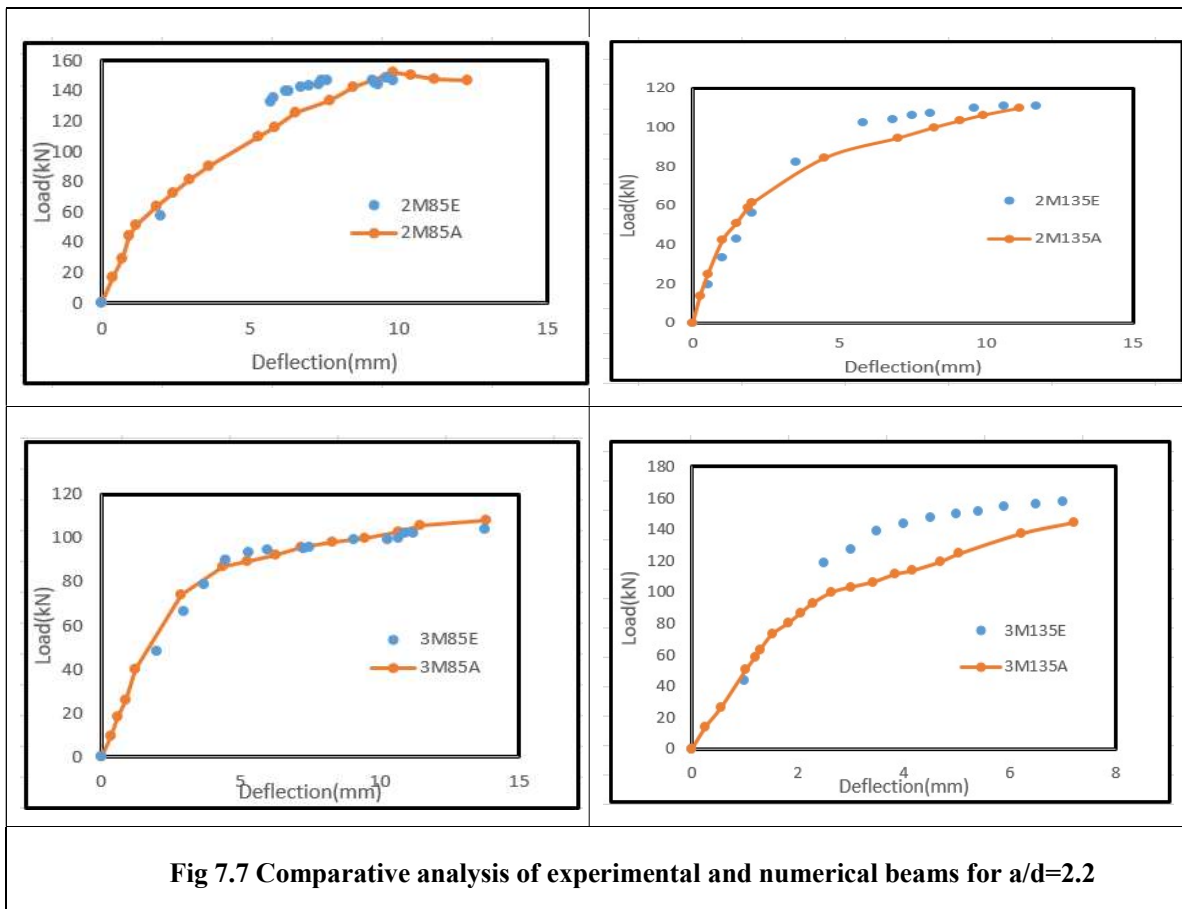 160
140
120
100
80
60
40
20
0
Load(kN)
2M85E
2M85A
0 5 10 15
Deflection(mm)
120
100
80
60
40
20
0
Load(kN)
2M135E
2M135A
5 10 15
Deflection(mm)
120
100
80
60
40
20
0
Load(kN)
3M85E
3M85A
0 5 10 15
Deflection(mm)
180
160
140
120
100
80
60
40
20
0
Load(kN)
3M135E
3M135A
0 2 4 6 8
Deflection(mm)
Fig 7.7 Comparative analysis of experimental and numerical beams for a/d=2.2